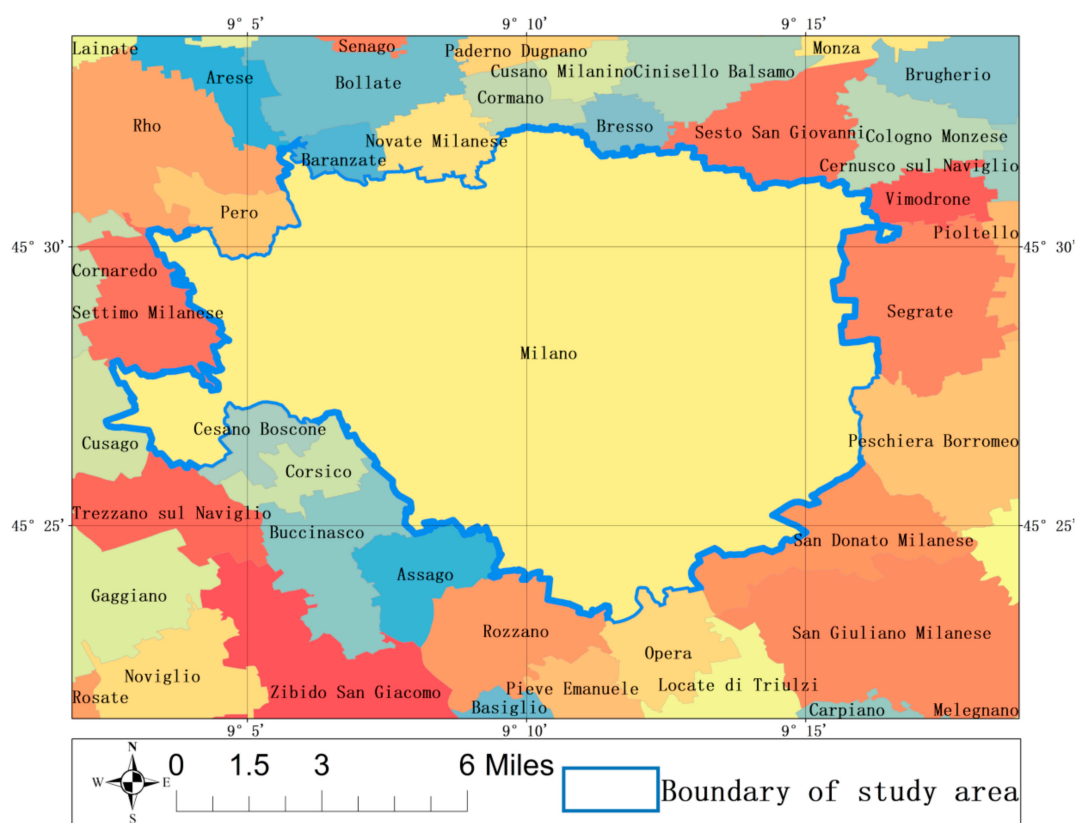 9° 5′ 9° 10′ 9° 15′
Lainate Senago Paderno Dugnano Monza
Arese Bollate Cusano Milanino Cinisello Balsamo Brugherio
Cormano
Rho Novate Milanese Bresso Sesto San Giovanni Cologno Monzese
Baranzate Cernusco sul Naviglio
Vimodrone
Pero
Pioltello
45° 30′ 45° 30′
Cornaredo
Settimo Milanese Segrate
Milano
Cesano Boscone
Cusago Peschiera Borromeo
Corsico
Trezzano sul Naviglio
45° 25′ 45° 25′
Buccinasco San Donato Milanese
Assago
Gaggiano
Rozzano San Giuliano Milanese
Opera
Noviglio
Rosate Zibido San Giacomo Pieve Emanuele Locate di Triulzi
Basiglio Carpiano Melegnano
9° 5′ 9° 10′ 9° 15′
N
W E
S
0 1.5 3 6 Miles
Boundary of study area